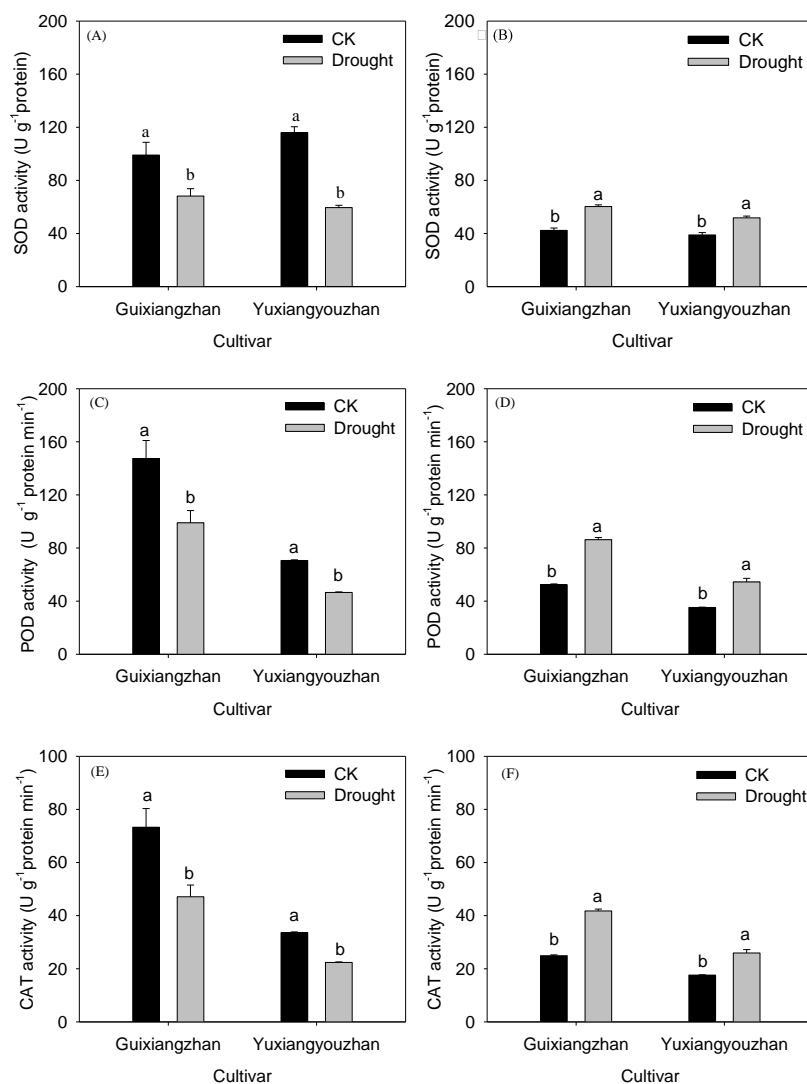 (A)
CK
Drought
SOD activity (U g-1protein)
200
160
120
80
40
0
a
b
a
b
Guixiangzhan
Yuxiangyouzhan
Cultivar
(B)
CK
Drought
SOD activity (U g-1protein)
200
160
120
80
40
0
b
a
b
a
Guixiangzhan
Yuxiangyouzhan
Cultivar
(C)
CK
Drought
POD activity (U g-1protein min-1)
200
160
120
80
40
0
a
b
a
b
Guixiangzhan
Yuxiangyouzhan
Cultivar
(D)
CK
Drought
POD activity (U g-1protein min-1)
200
160
120
80
40
0
b
a
b
a
Guixiangzhan
Yuxiangyouzhan
Cultivar
(E)
CK
Drought
CAT activity (U g-1protein min-1)
100
80
60
40
20
0
a
b
a
b
Guixiangzhan
Yuxiangyouzhan
Cultivar
(F)
CK
Drought
CAT activity (U g-1protein min-1)
100
80
60
40
20
0
b
a
b
a
Guixiangzhan
Yuxiangyouzhan
Cultivar